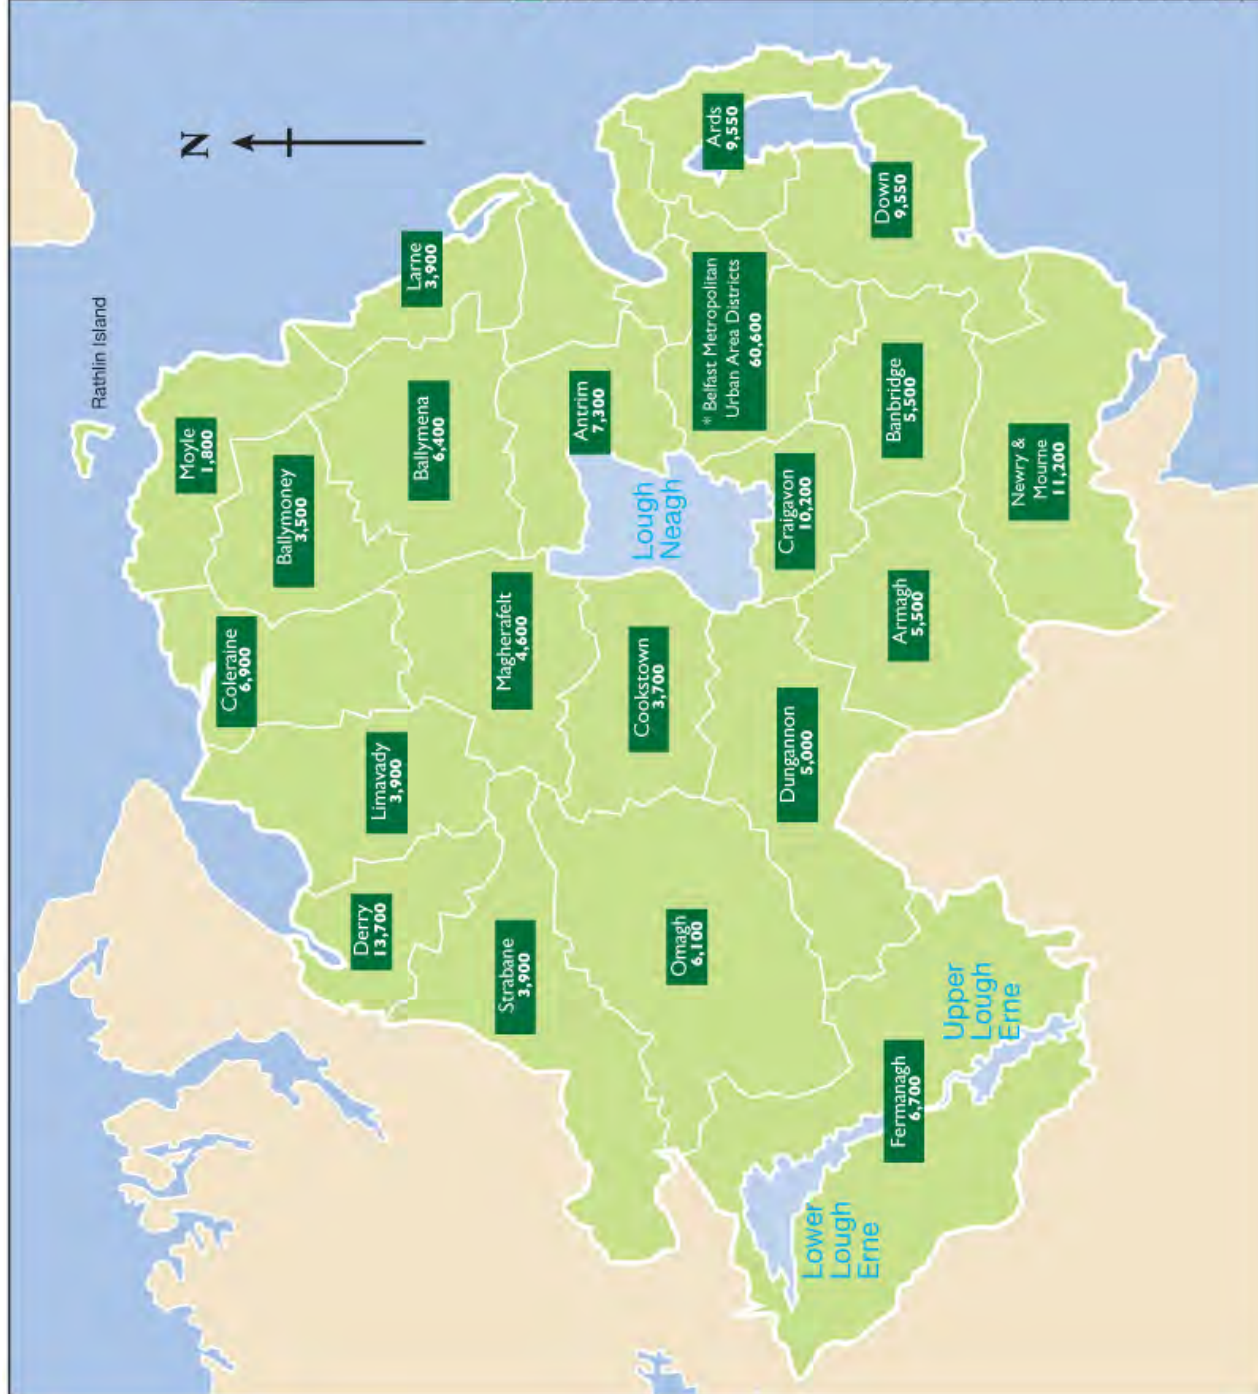 N
Rathlin Island
Moyle
1,800
Ballymoney
3,500
Coleraine
6,900
Larne
3,900
Ballymena
6,400
Limavady
3,900
Derry
13,700
Magherafelt
4,600
Strabane
3,900
Antrim
7,300
Lough
Neagh
Cookstown
3,700
Omagh
6,100
Ards
9,550
* Belfast Metropolitan
Urban Area Districts
60,600
Craigavon
10,200
Dungannon
5,000
Down
9,550
Banbridge
5,500
Armagh
5,500
Newry &
Mourne
11,200
Fermanagh
6,700
Lower
Lough
Erne
Upper
Lough
Erne